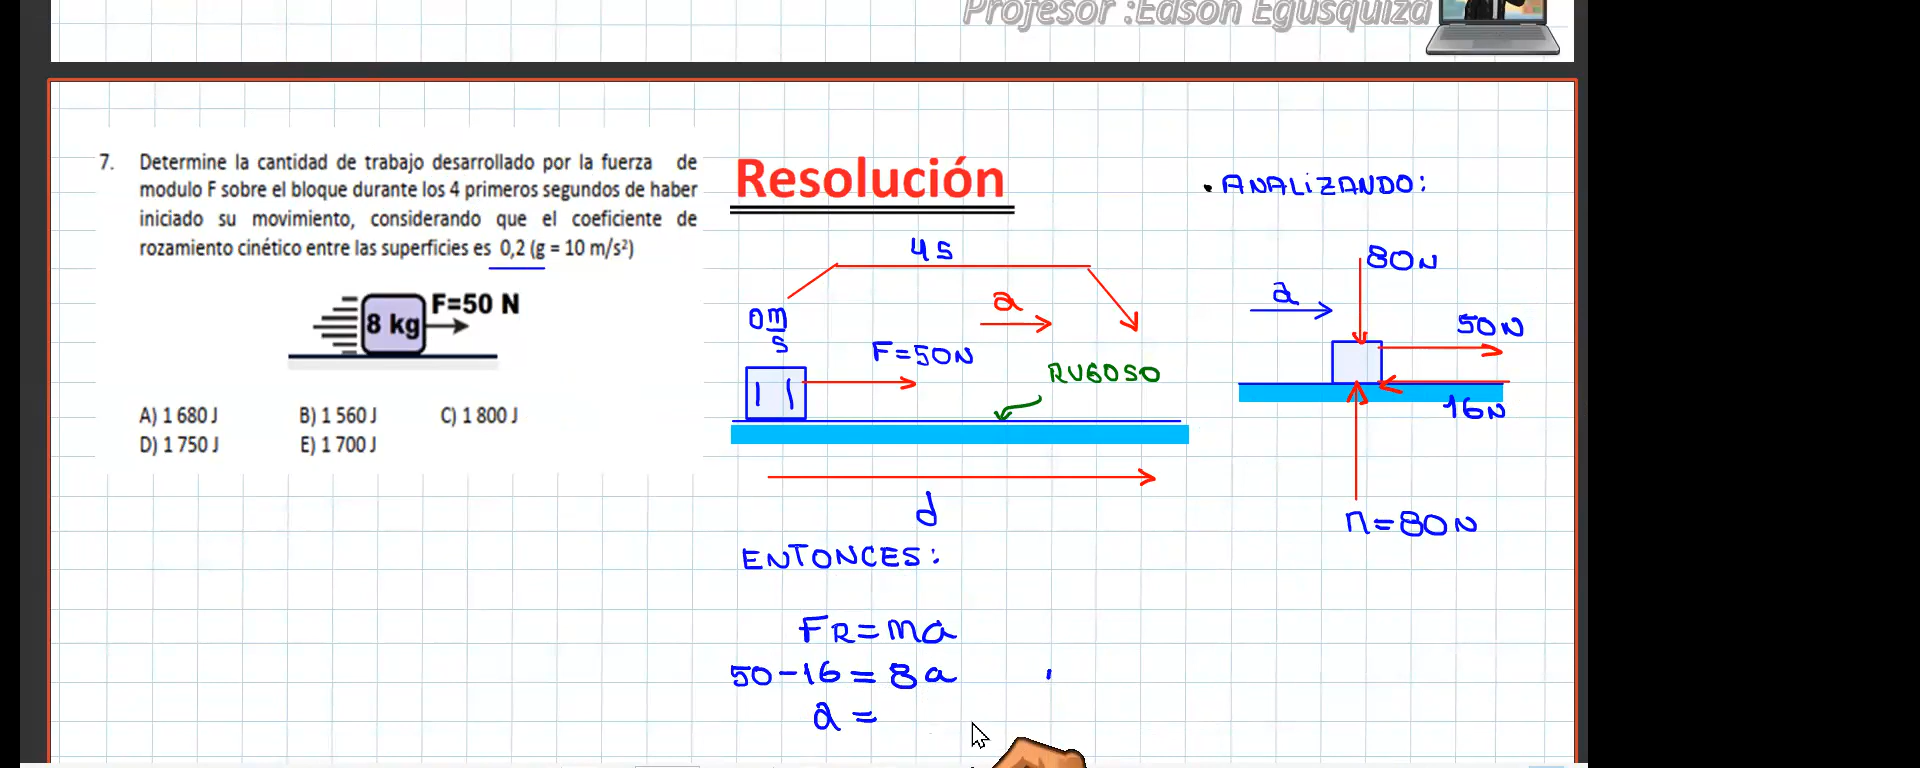 Profesor :Edson Egusquiza
7. Determine la cantidad de trabajo desarrollado por la fuerza de
modulo F sobre el bloque durante los 4 primeros segundos de haber
iniciado su movimiento, considerando que el coeficiente de
rozamiento cinético entre las superficies es 0,2 (g = 10 m/s²)
F=50 N
8 kg
A) 1 680 J B) 1 560 J C) 1 800 J
D) 1 750 J E) 1 700 J
Resolución
4s
a
0m/s
F=50N
RUGOSO
d
ENTONCES:
FR=ma
50-16=8a
a=
• ANALIZANDO:
80N
a
50N
16N
n=80N